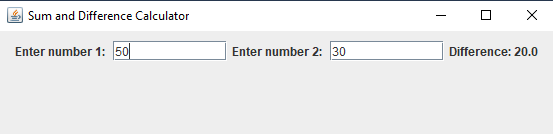 Sum and Difference Calculator
Enter number 1: 50 Enter number 2: 30 Difference: 20.0